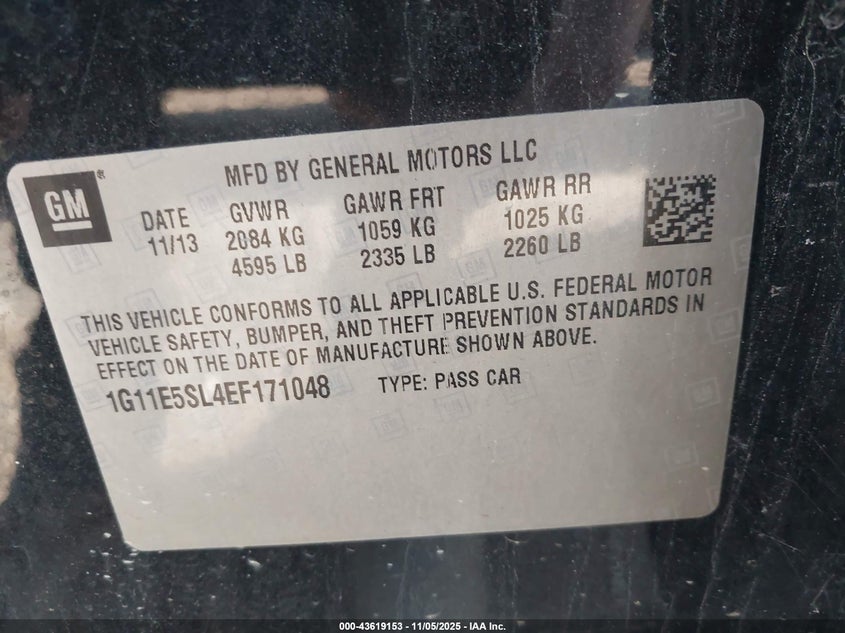 MFD BY GENERAL MOTORS LLC
GM
DATE GVWR GAWR FRT GAWR RR
11/13 2084 KG 1059 KG 1025 KG
4595 LB 2335 LB 2260 LB
THIS VEHICLE CONFORMS TO ALL APPLICABLE U.S. FEDERAL MOTOR
VEHICLE SAFETY, BUMPER, AND THEFT PREVENTION STANDARDS IN
EFFECT ON THE DATE OF MANUFACTURE SHOWN ABOVE.
1G11E5SL4EF171048 TYPE: PASS CAR
000-43619153 - 11/05/2025 - IAA Inc.